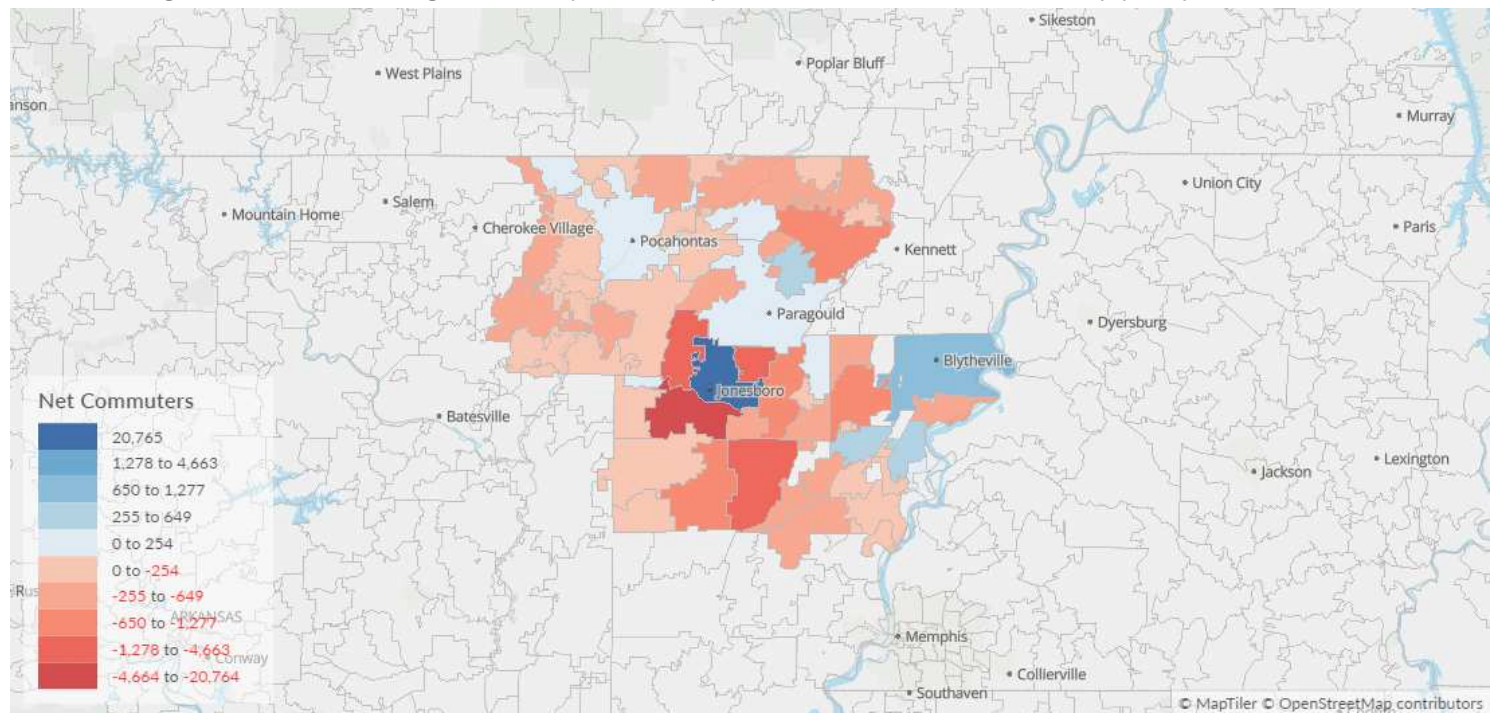 Sikeston
Poplar Bluff
West Plains
anson
Murray
Union City
Salem
Mountain Home
Paris
Cherokee Village
Pocahontas
Kennett
Paragould
Dyersburg
Blytheville
Jonesboro
Batesville
Lexington
Jackson
Net Commuters
20,765
1,278 to 4,663
650 to 1,277
255 to 649
0 to 254
0 to -254
-255 to -649
-650 to -1,277
-1,278 to -4,663
-4,664 to -20,764
Rus
ARKANSAS
Conway
Memphis
Collierville
Southaven
© MapTiler © OpenStreetMap contributors